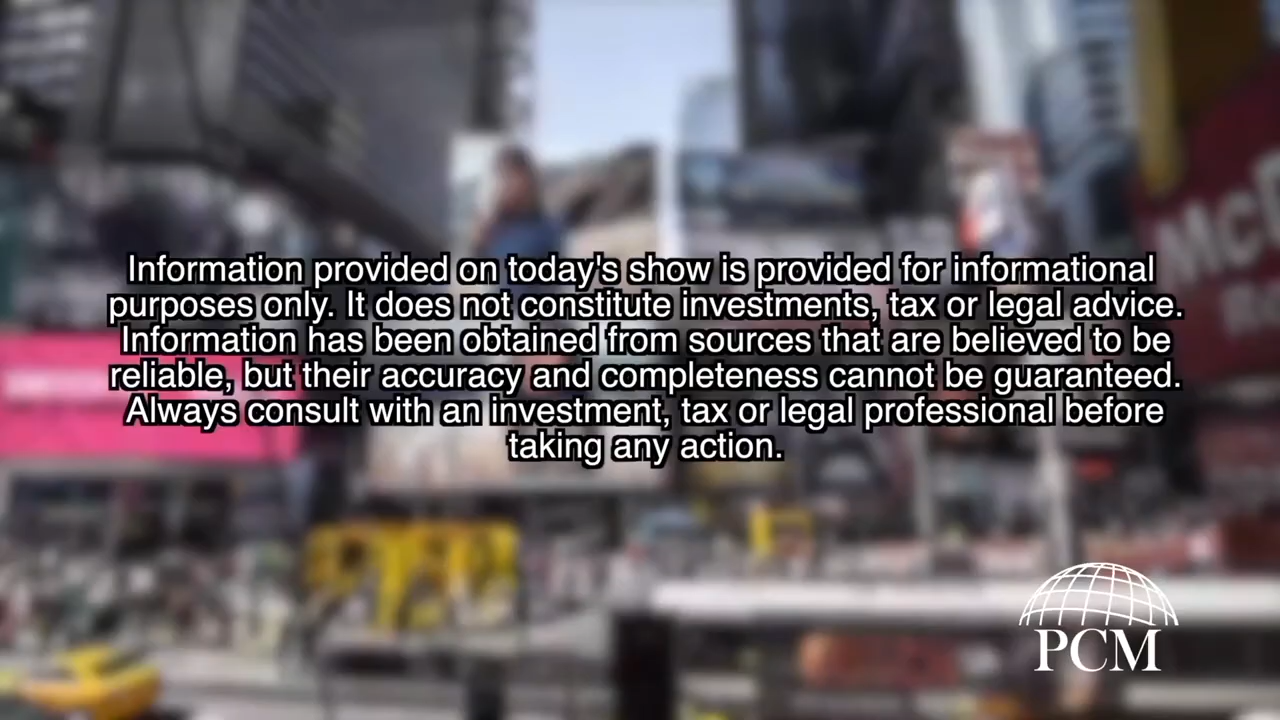 Information provided on today's show is provided for informational
purposes only. It does not constitute investments, tax or legal advice.
Information has been obtained from sources that are believed to be
reliable, but their accuracy and completeness cannot be guaranteed.
Always consult with an investment, tax or legal professional before
taking any action.
McD
PCM